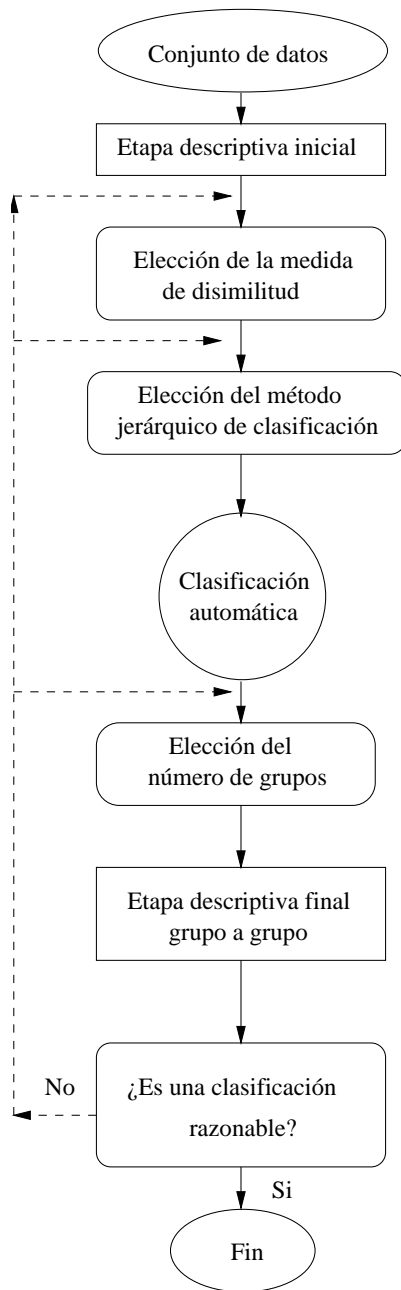 Conjunto de datos
Etapa descriptiva inicial
Elección de la medida
de disimilitud
Elección del método
jerárquico de clasificación
Clasificación
automática
Elección del
número de grupos
Etapa descriptiva final
grupo a grupo
No
¿Es una clasificación
razonable?
Si
Fin